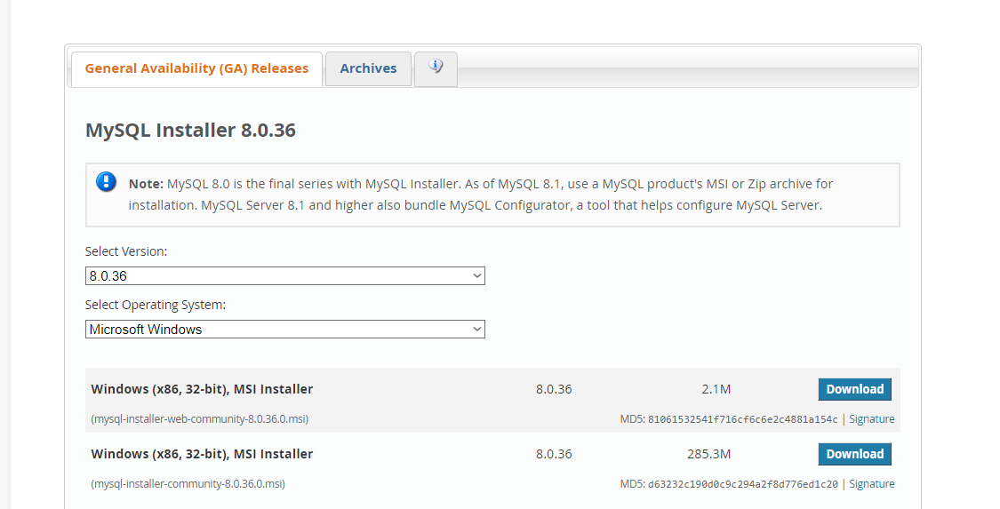 General Availability (GA) Releases
Archives
MySQL Installer 8.0.36
Note: MySQL 8.0 is the final series with MySQL Installer. As of MySQL 8.1, use a MySQL product's MSI or Zip archive for
installation. MySQL Server 8.1 and higher also bundle MySQL Configurator, a tool that helps configure MySQL Server.
Select Version:
8.0.36
Select Operating System:
Microsoft Windows
Windows (x86, 32-bit), MSI Installer 8.0.36 2.1M Download
(mysql-installer-web-community-8.0.36.0.msi) MD5: 81061532541f716cf6c6e2c4881a154c | Signature
Windows (x86, 32-bit), MSI Installer 8.0.36 285.3M Download
(mysql-installer-community-8.0.36.0.msi) MD5: d63232c190d0c9c294a2f8d776ed1c20 | Signature